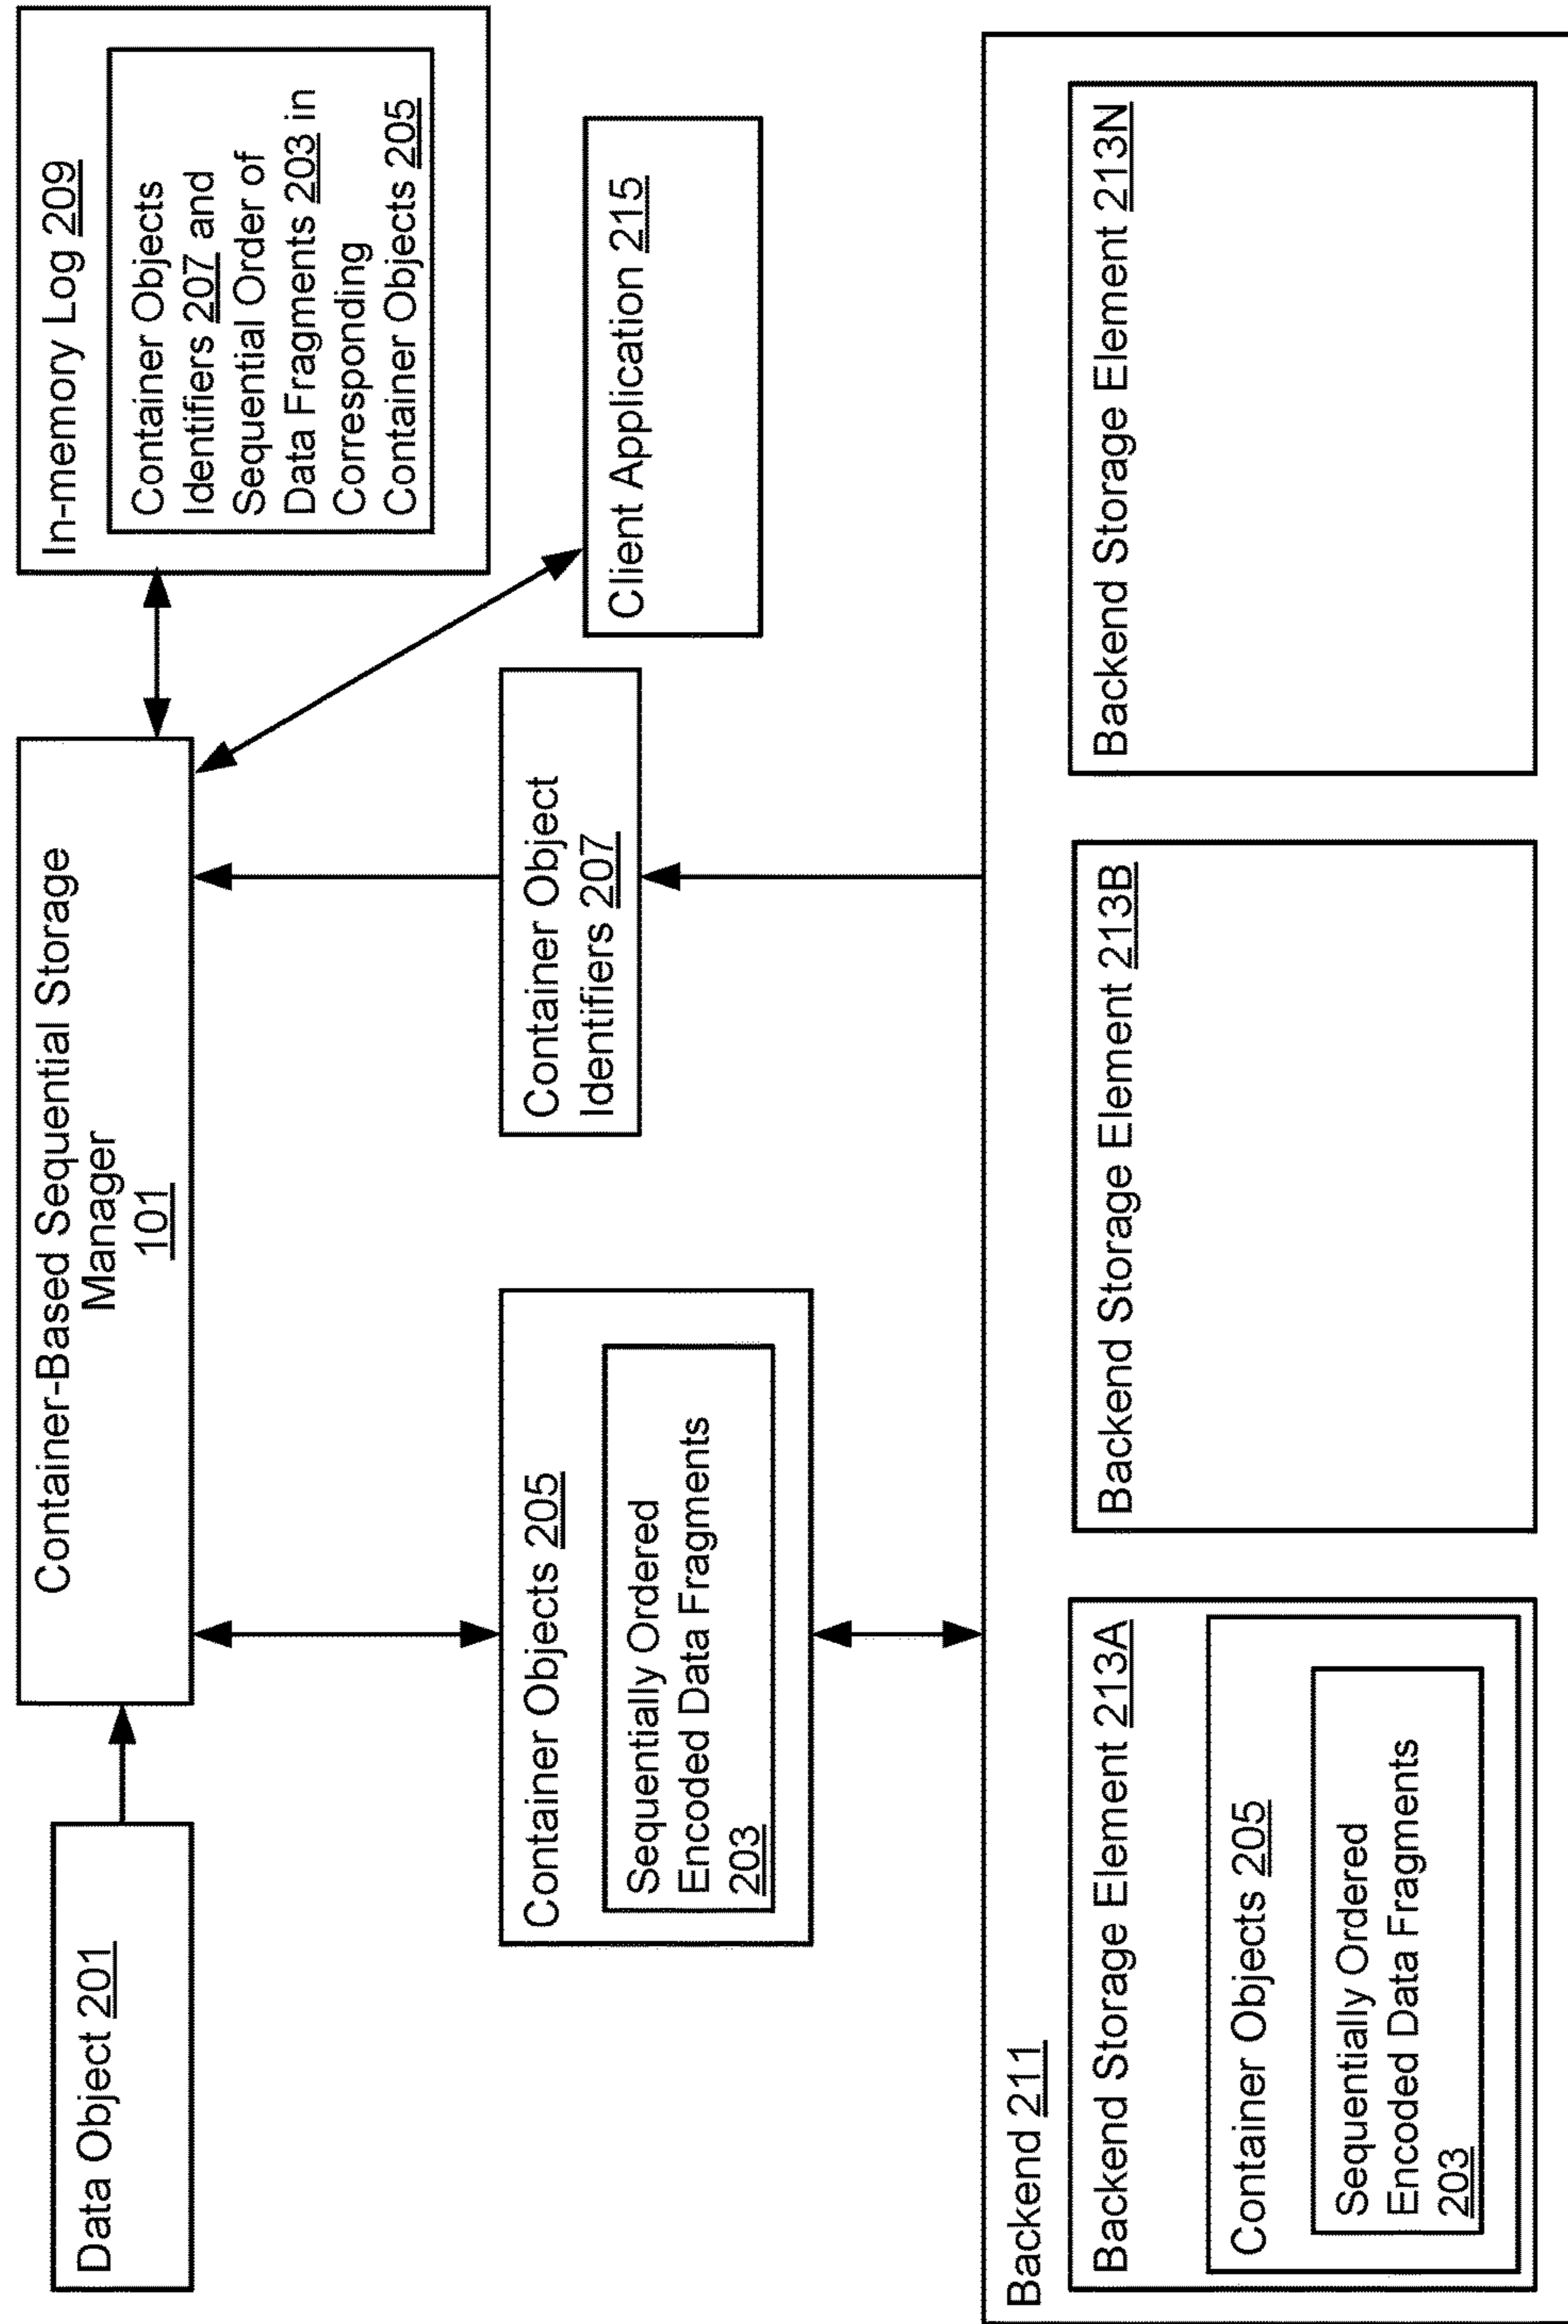 Data Object 201
Container-Based Sequential Storage
Manager
101
In-memory Log 209
Container Objects
Identifiers 207 and
Sequential Order of
Data Fragments 203 in
Corresponding
Container Objects 205
Container Objects 205
Sequentially Ordered
Encoded Data Fragments
203
Container Object
Identifiers 207
Client Application 215
Backend 211
Backend Storage Element 213A
Container Objects 205
Sequentially Ordered
Encoded Data Fragments
203
Backend Storage Element 213B
Backend Storage Element 213N